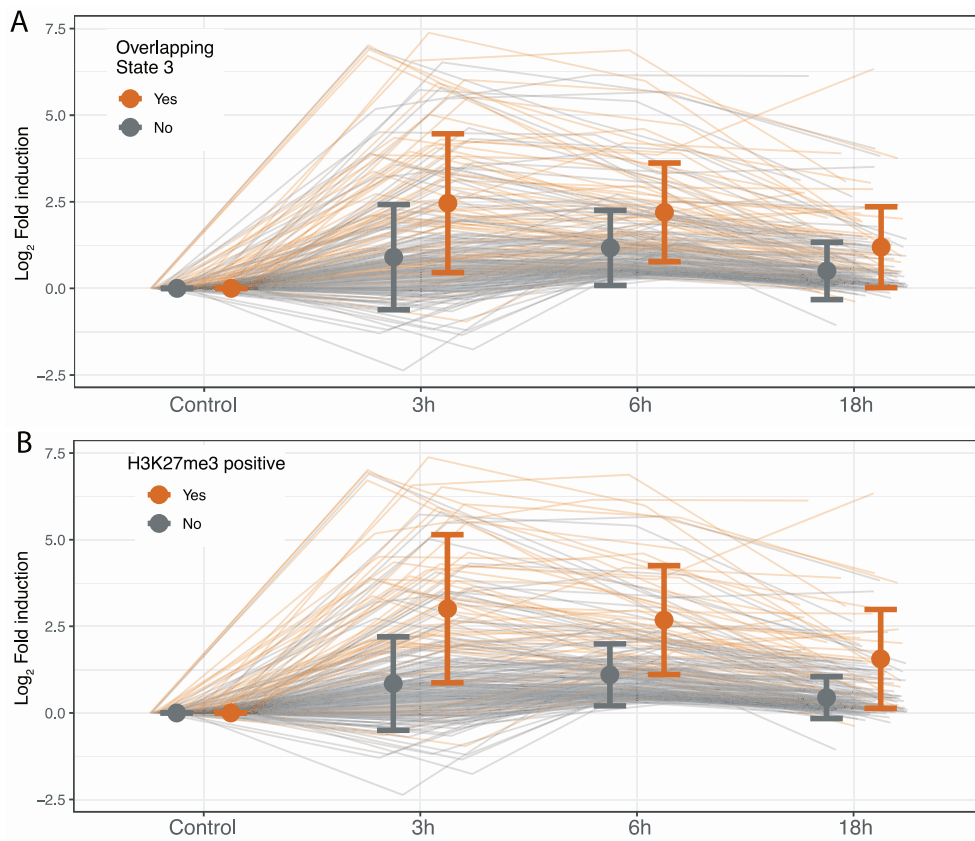 A
Overlapping
State 3
Yes
No
Log2 Fold induction
7.5
5.0
2.5
0.0
−2.5
Control 3h 6h 18h
B
H3K27me3 positive
Yes
No
Log2 Fold induction
7.5
5.0
2.5
0.0
−2.5
Control 3h 6h 18h